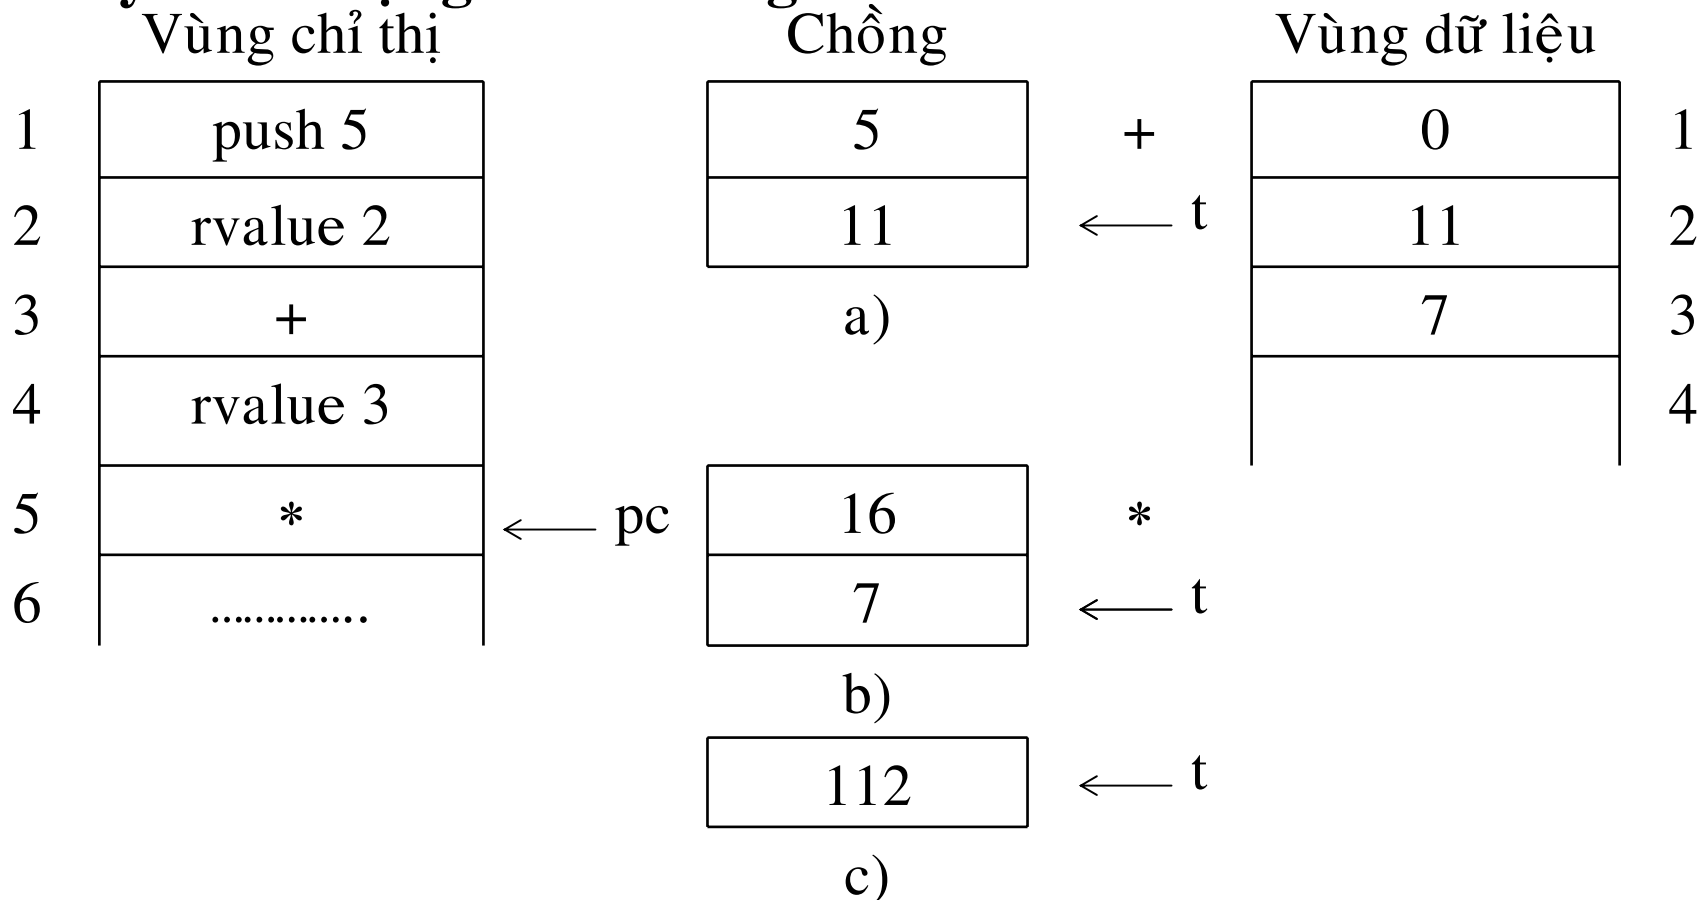 Vùng chỉ thị Chồng Vùng dữ liệu
1 push 5 5 + 0 1
2 rvalue 2 11 t 11 2
3 + a) 7 3
4 rvalue 3 4
5 * pc 16 *
6 ............. 7 t
b)
112 t
c)